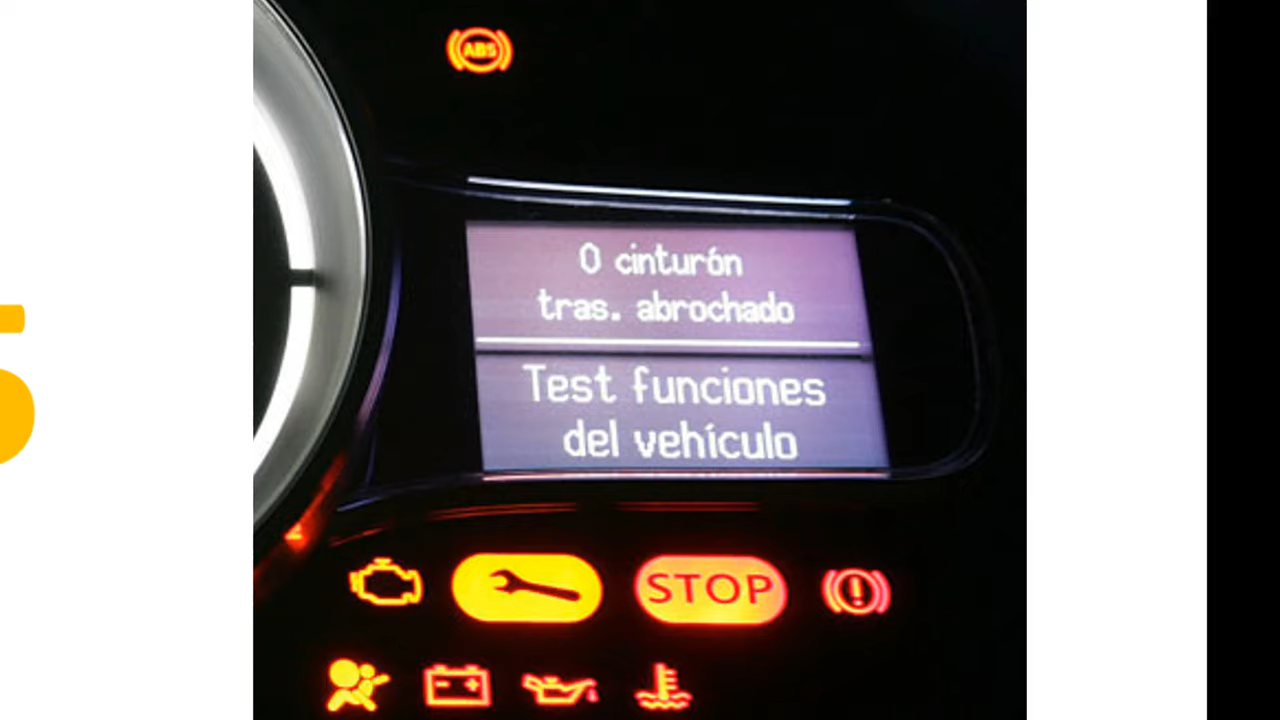 ABS
0 cinturón
tras. abrochado
Test funciones
del vehículo
STOP